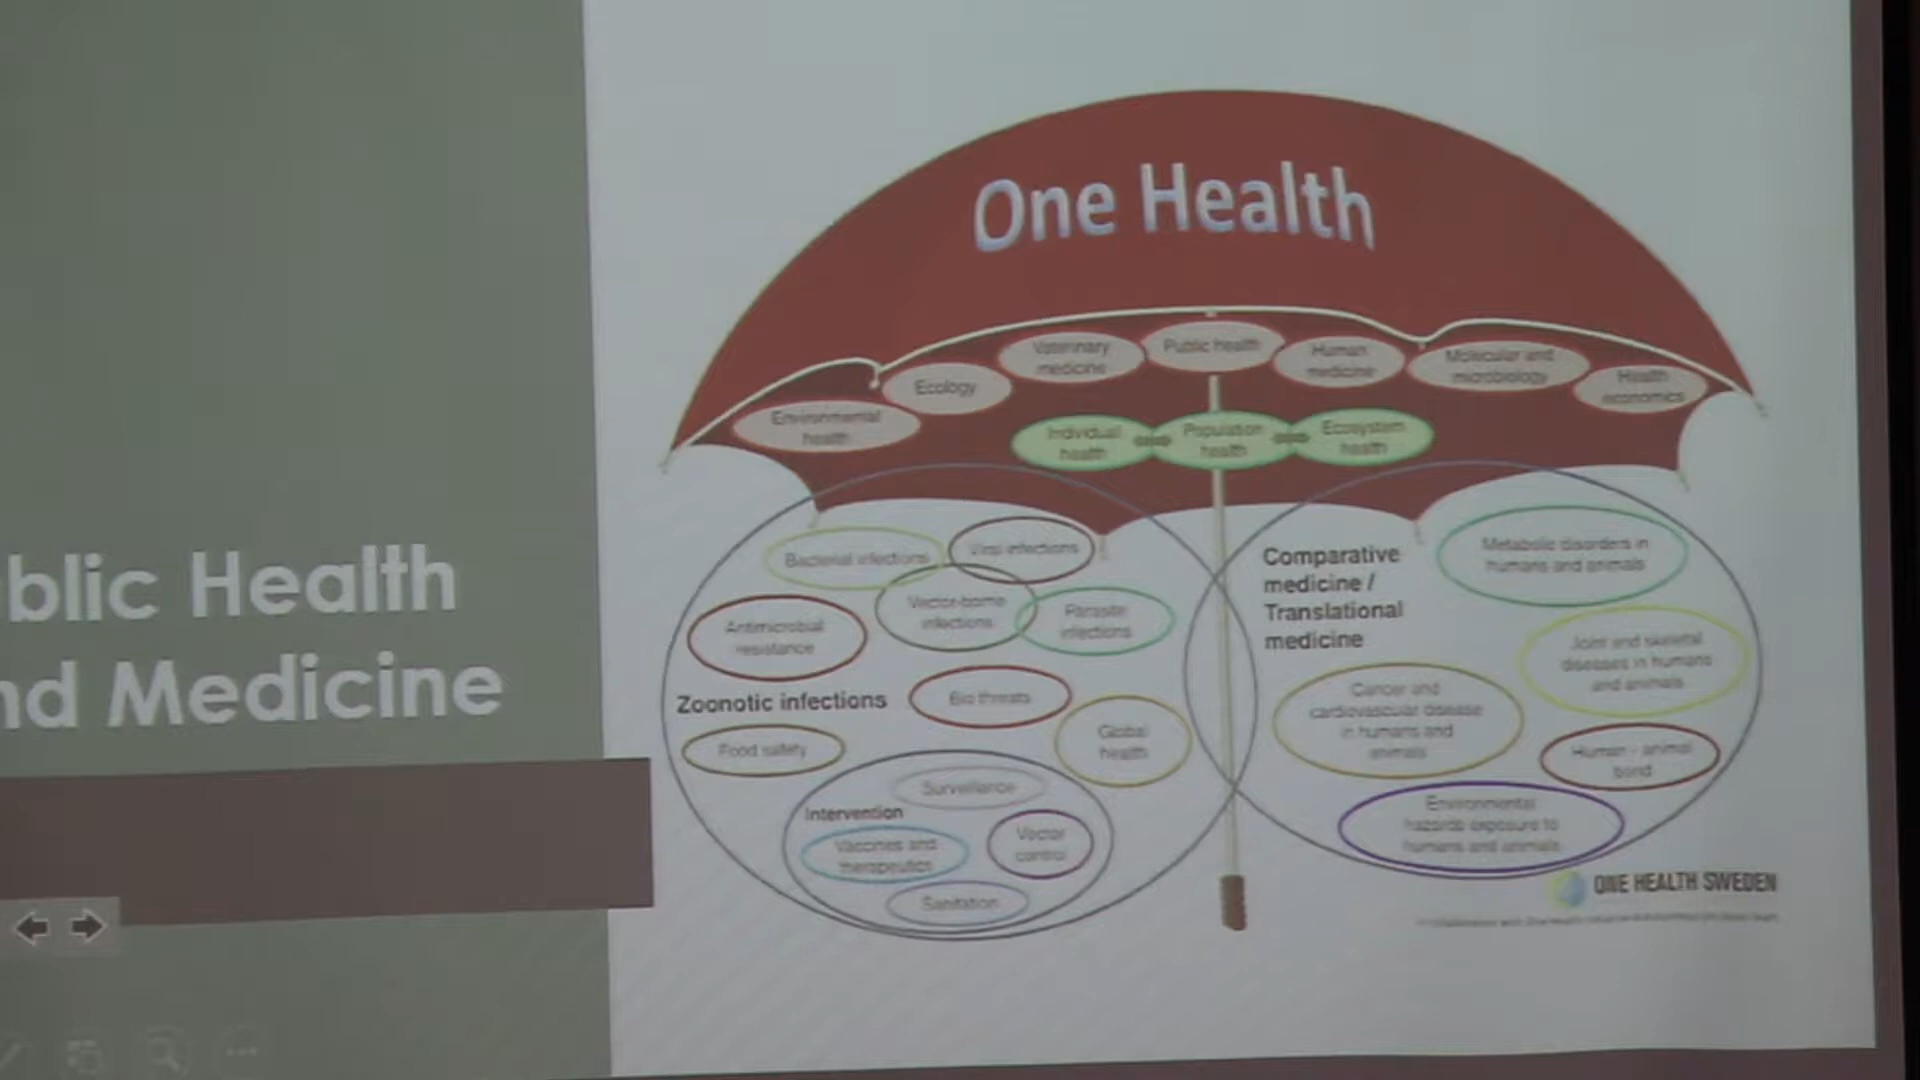 blic Health
nd Medicine
One Health
Environmental
health
Ecology
Veterinary
medicine
Public health
Human
medicine
Molecular and
microbiology
Health
economics
Individual
health
Population
health
Ecosystem
health
Bacterial infections
Viral infections
Vector-borne
infections
Parasite
infections
Antimicrobial
resistance
Zoonotic infections
Bio threats
Food safety
Global
health
Surveillance
Intervention
Vaccines and
therapeutics
Vector
control
Sanitation
Comparative
medicine /
Translational
medicine
Metabolic disorders in
humans and animals
Joint and skeletal
diseases in humans
and animals
Cancer and
cardiovascular disease
in humans and
animals
Human - animal
bond
Environmental
hazards exposure to
humans and animals
ONE HEALTH SWEDEN